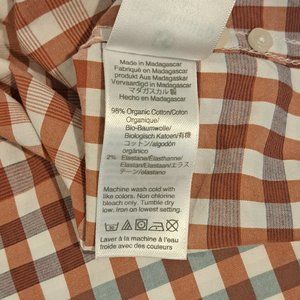 Made in Madagascar
Fabriqué en Madagascar
produkt Aus Madagascar
Vervaardigd in Madagascar
マダガスカル製
Hecho en Madagascar
98% Organic Cotton/Coton
Organique/
Bio-Baumwolle/
Biologisch Katoen/有機
コットン/algodón
orgánico
2% Elastane/Élasthanne/
Elastan/Elastaan/エラス
テーン/elastano
Machine wash cold with
like colors. Non chlorine
bleach only. Tumble dry
low. Iron on lowest setting.
Laver à la machine à l'eau
froide avec des couleurs